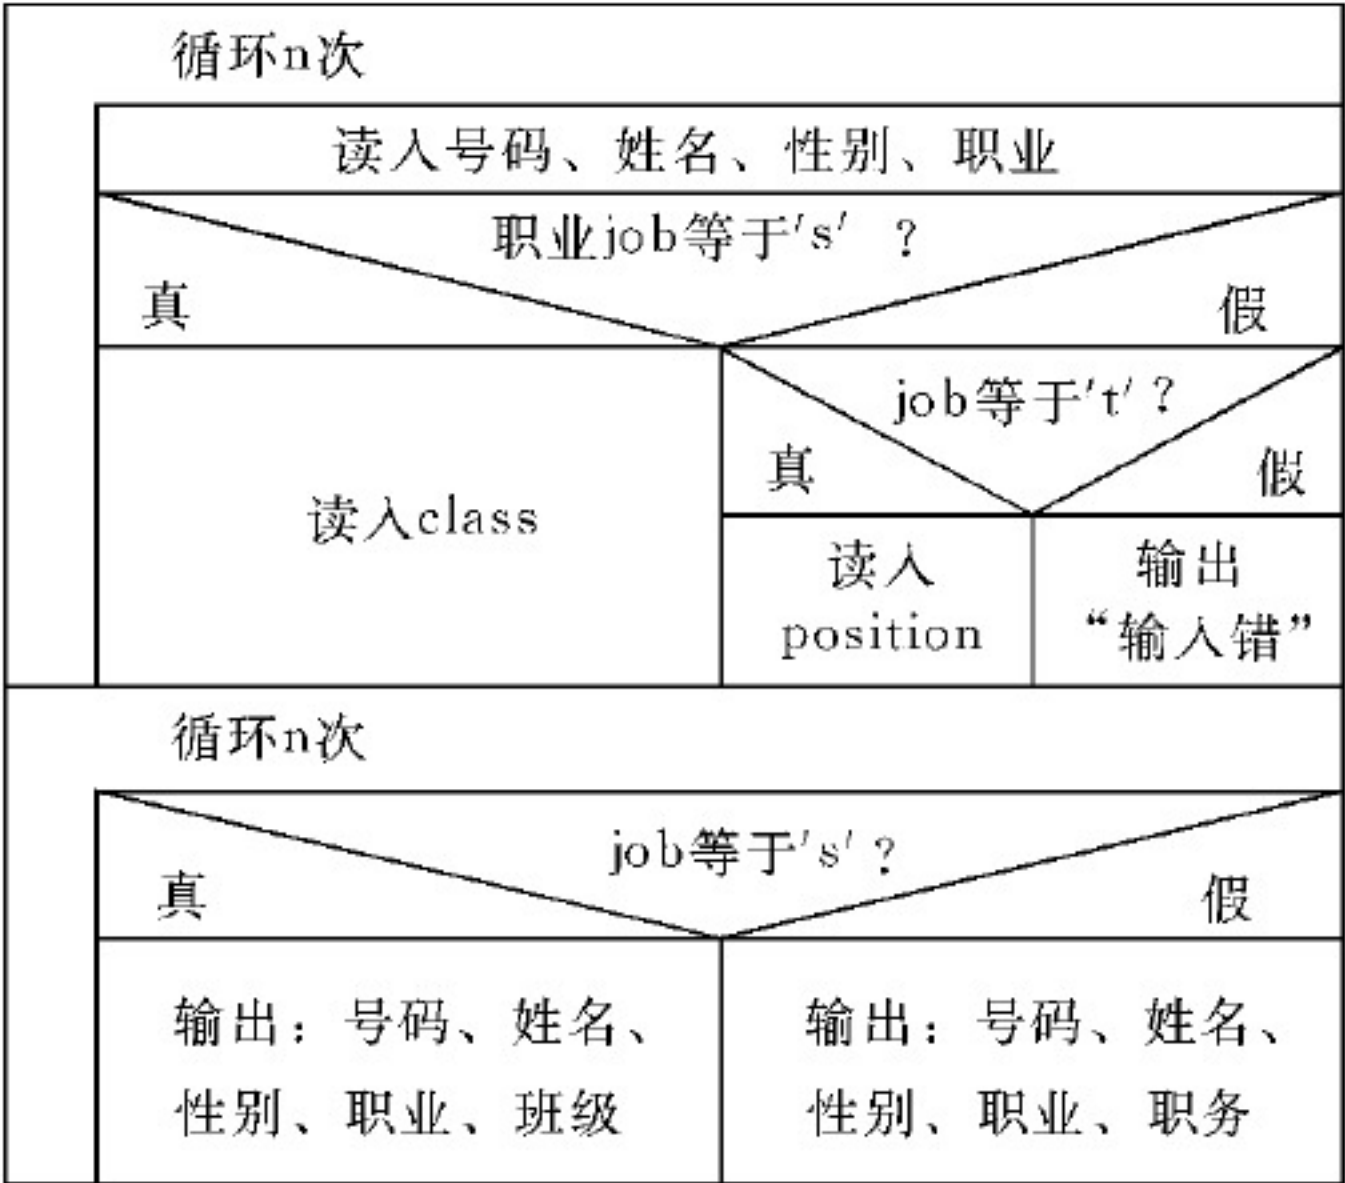 循环n次
读入号码、姓名、性别、职业
职业job等于's' ?
真
假
job等于't'?
真
假
读入class
读入
position
输出
“输入错”
循环n次
job等于's'?
真
假
输出：号码、姓名、
性别、职业、班级
输出：号码、姓名、
性别、职业、职务